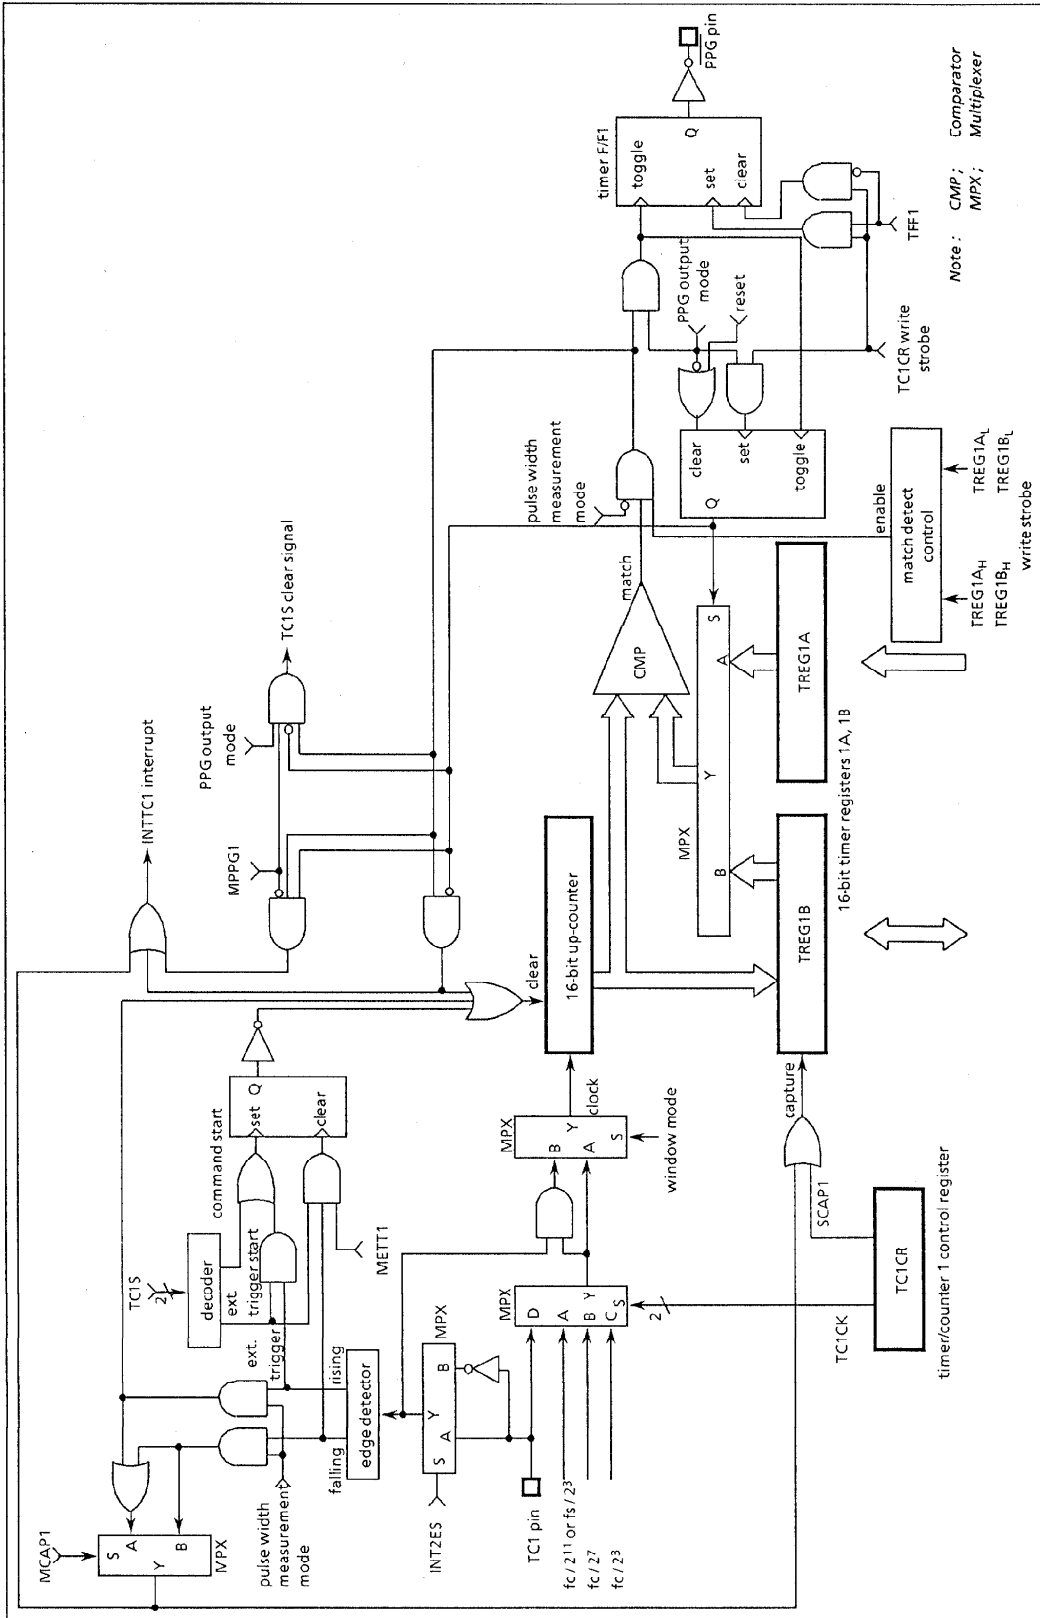 MCAP1
S
A
Y
B
MPX
pulse width
measurement
mode
TC1S
2
decoder
command start
ext.
trigger start
ext.
trigger
set
Q
clear
METT1
rising
falling
edge detector
MPX
S
A
Y
B
INT2ES
TC1 pin
fc / 2¹¹ or fs / 2³
fc / 2⁷
fc / 2³
MPX
D
A
B
C
Y
S
2
TC1CK
TC1CR
timer/counter 1 control register
MPX
B
A
Y
S
clock
window mode
SCAP1
capture
INTTC1 interrupt
MPPG1
PPG output
mode
TC1S clear signal
clear
16-bit up-counter
TREG1B
TREG1A
16-bit timer registers 1A, 1B
MPX
B
Y
A
S
CMP
match
pulse width
measurement
mode
Q
clear
set
toggle
enable
match detect
control
TREG1A_H
TREG1B_H
TREG1A_L
TREG1B_L
write strobe
PPG output
mode
reset
TC1CR write
strobe
timer F/F1
toggle
set
clear
Q
TFF1
PPG pin
Note : CMP ; Comparator
MPX ; Multiplexer